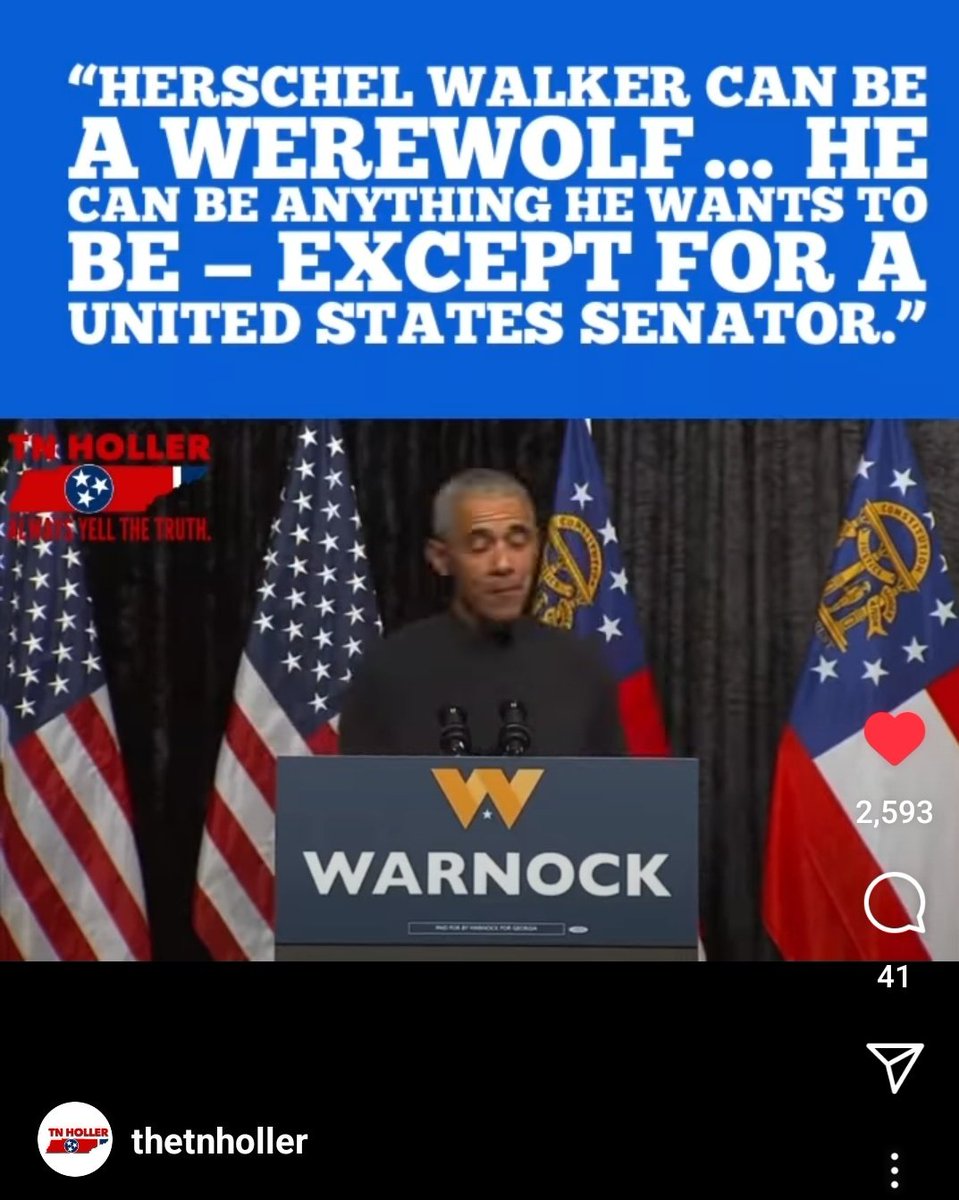 “HERSCHEL WALKER CAN BE
A WEREWOLF ... HE
CAN BE ANYTHING HE WANTS TO
BE – EXCEPT FOR A
UNITED STATES SENATOR.”
TN HOLLER
ALWAYS YELL THE TRUTH.
CONSTITUTION
W
WARNOCK
PAID FOR BY WARNOCK FOR GEORGIA
2,593
41
TN HOLLER
thetnholler